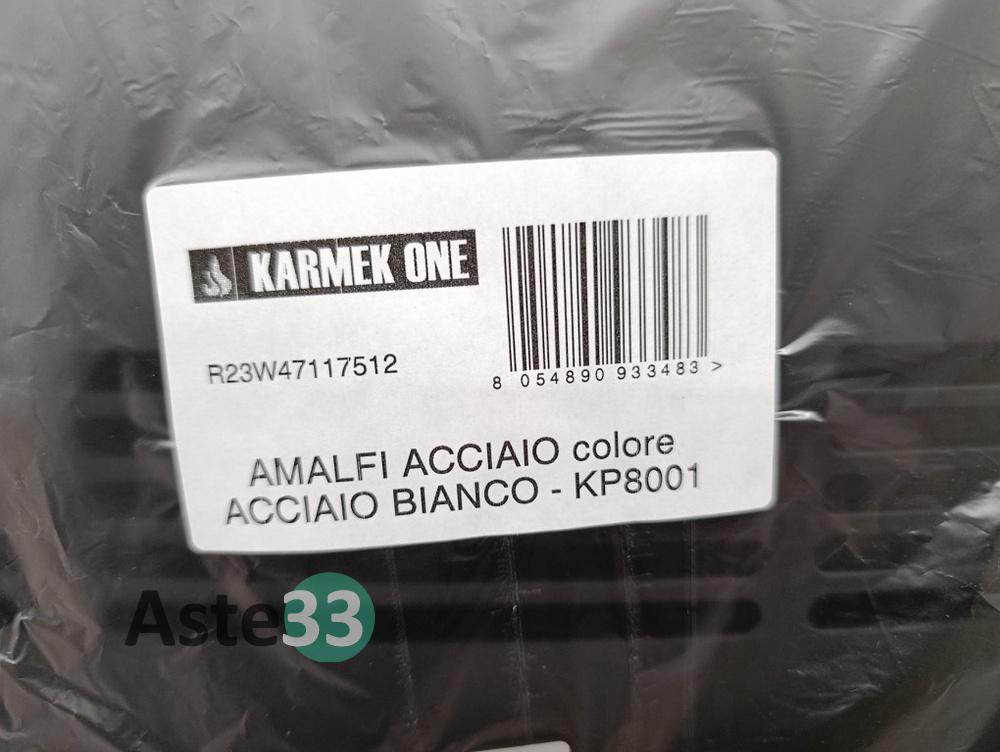 KARMEK ONE
R23W47117512
8 054890 933483 >
AMALFI ACCIAIO colore
ACCIAIO BIANCO - KP8001
Aste33